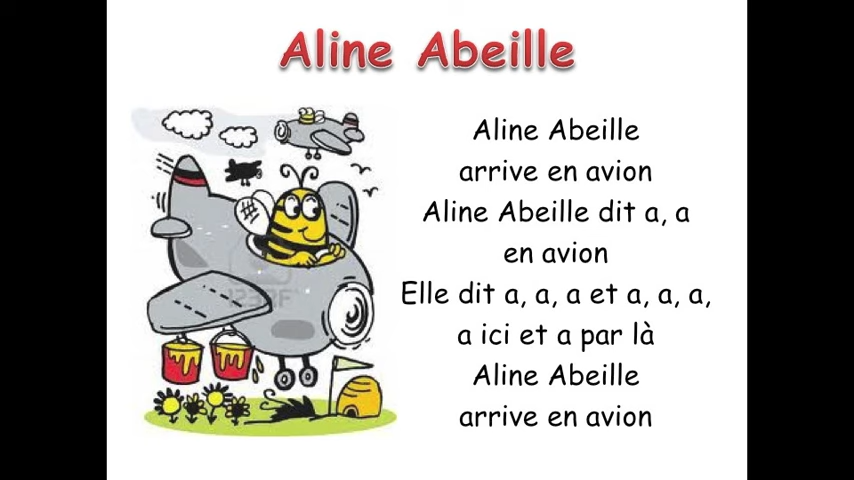 Aline Abeille
Aline Abeille
arrive en avion
Aline Abeille dit a, a
en avion
Elle dit a, a, a et a, a, a,
a ici et a par là
Aline Abeille
arrive en avion